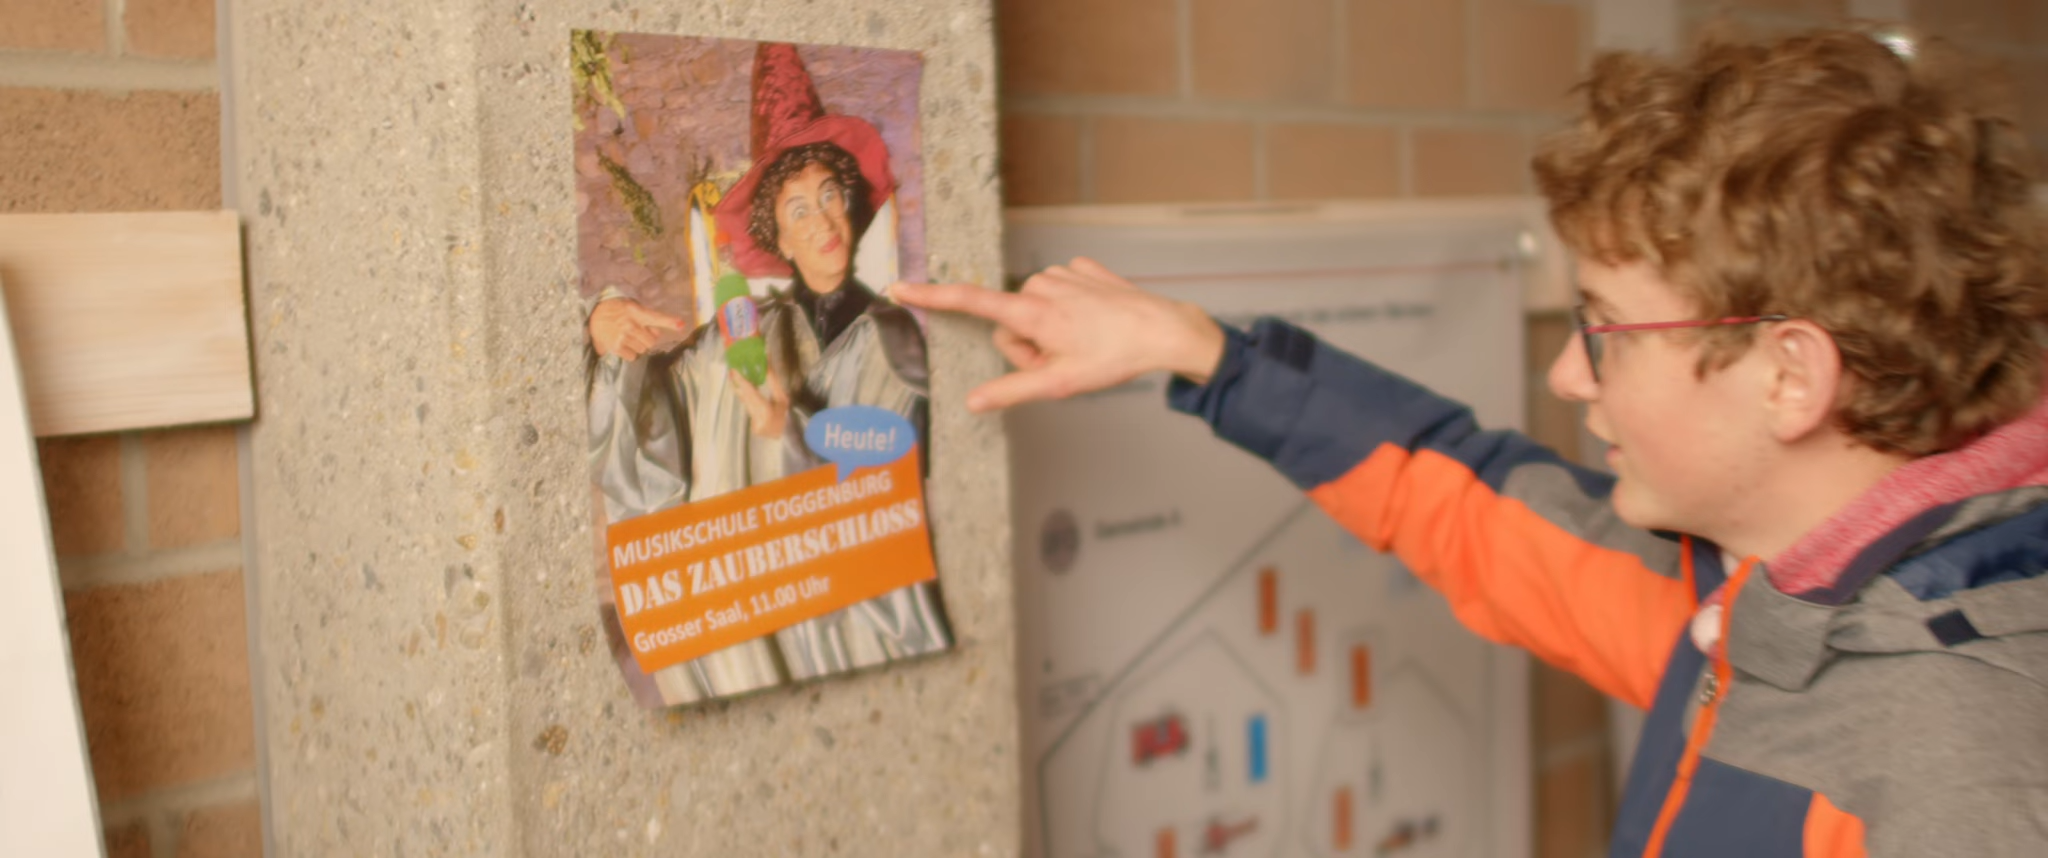 Heute!
MUSIKSCHULE TOGGENBURG
DAS ZAUBERSCHLOSS
Grosser Saal, 11.00 Uhr